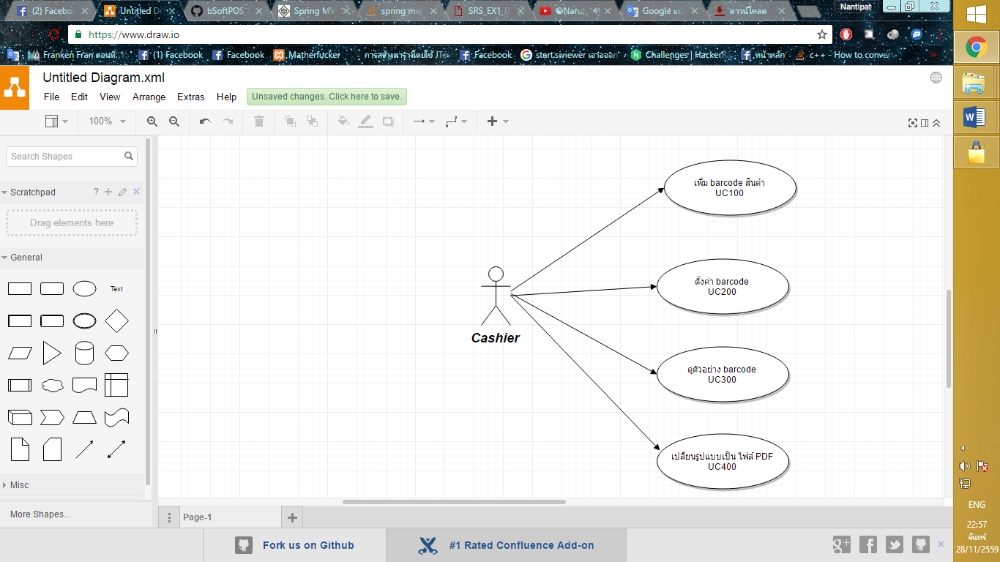 (2) Facebo
Untitled D
bSoftPOS
Spring MV
spring mv
SRS_EX1_0
Naru
Google แปล
ดาวน์โหลด
Nantipat
https://www.draw.io
Franken Fran ตอนที่ 1
(1) Facebook
Facebook
Matherfucker
การสร้างตารางโดยใช้ JT
Facebook
start siviewer เอาจ์ออก
Challenges | HackerR
หน้าหลัก
c++ - How to convert
Untitled Diagram.xml
File Edit View Arrange Extras Help
Unsaved changes. Click here to save.
100%
Search Shapes
Scratchpad
?
Drag elements here
General
Text
Misc
More Shapes...
เพิ่ม barcode สินค้า
UC100
ตั้งค่า barcode
UC200
Cashier
ดูตัวอย่าง barcode
UC300
เปลี่ยนรูปแบบเป็น ไฟล์ PDF
UC400
Page-1
Fork us on Github
#1 Rated Confluence Add-on
ENG
22:57
จันทร์
28/11/2559